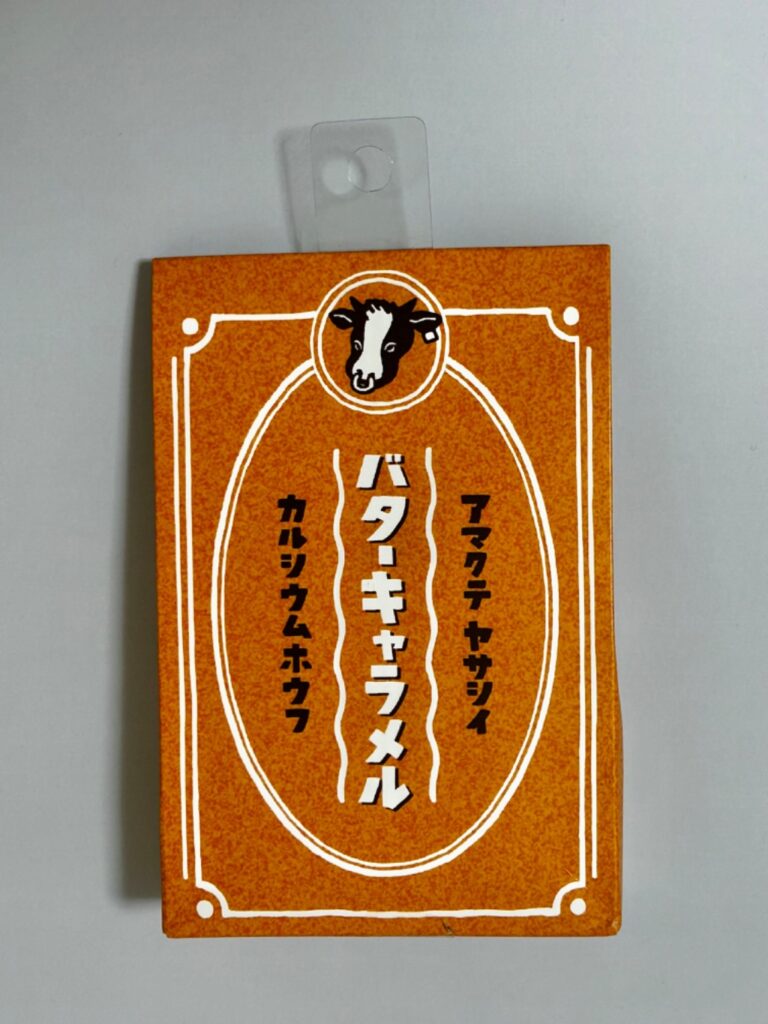 アマクテ ヤサシイ
バターキャラメル
カルシウムホウフ